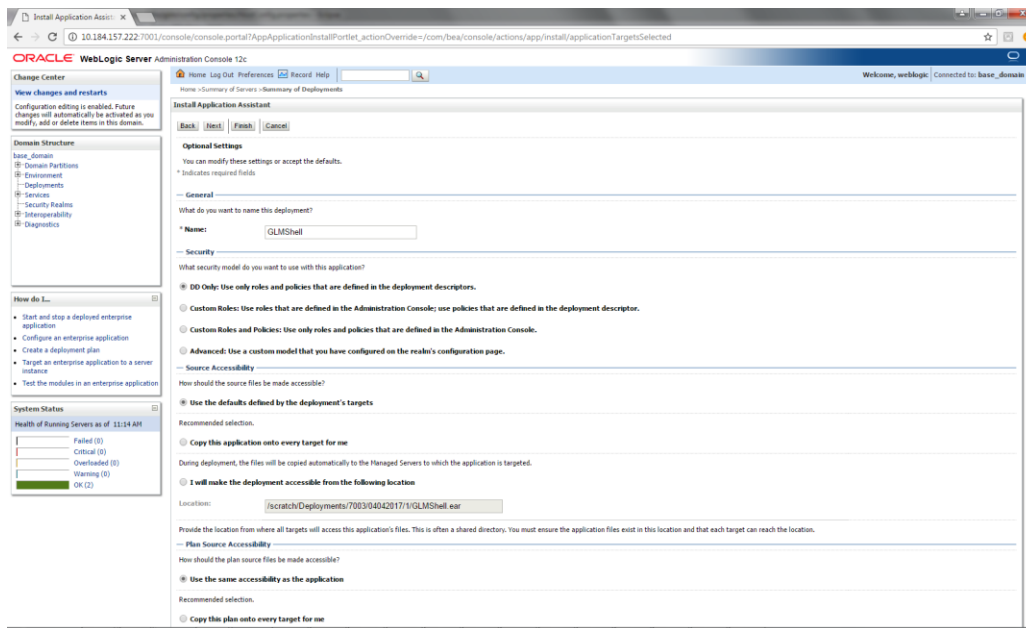 Install Application Assist
10.184.157.222:7001/console/console.portal?AppApplicationInstallPortlet_actionOverride=/com/bea/console/actions/app/install/applicationTargetsSelected
ORACLE WebLogic Server Administration Console 12c
Change Center
View changes and restarts
Configuration editing is enabled. Future
changes will automatically be activated as you
modify, add or delete items in this domain.
Domain Structure
base_domain
Domain Partitions
Environment
Deployments
Services
Security Realms
Interoperability
Diagnostics
How do I...
Start and stop a deployed enterprise
application
Configure an enterprise application
Create a deployment plan
Target an enterprise application to a server
instance
Test the modules in an enterprise application
System Status
Health of Running Servers as of 11:14 AM
Failed (0)
Critical (0)
Overloaded (0)
Warning (0)
OK (2)
Home Log Out Preferences Record Help
Welcome, weblogic Connected to: base_domain
Home >Summary of Servers >Summary of Deployments
Install Application Assistant
Back Next Finish Cancel
Optional Settings
You can modify these settings or accept the defaults.
* Indicates required fields
General
What do you want to name this deployment?
* Name: GLMShell
Security
What security model do you want to use with this application?
DD Only: Use only roles and policies that are defined in the deployment descriptors.
Custom Roles: Use roles that are defined in the Administration Console; use policies that are defined in the deployment descriptor.
Custom Roles and Policies: Use only roles and policies that are defined in the Administration Console.
Advanced: Use a custom model that you have configured on the realm's configuration page.
Source Accessibility
How should the source files be made accessible?
Use the defaults defined by the deployment's targets
Recommended selection.
Copy this application onto every target for me
During deployment, the files will be copied automatically to the Managed Servers to which the application is targeted.
I will make the deployment accessible from the following location
Location: /scratch/Deployments/7003/04042017/1/GLMShell.ear
Provide the location from where all targets will access this application's files. This is often a shared directory. You must ensure the application files exist in this location and that each target can reach the location.
Plan Source Accessibility
How should the plan source files be made accessible?
Use the same accessibility as the application
Recommended selection.
Copy this plan onto every target for me